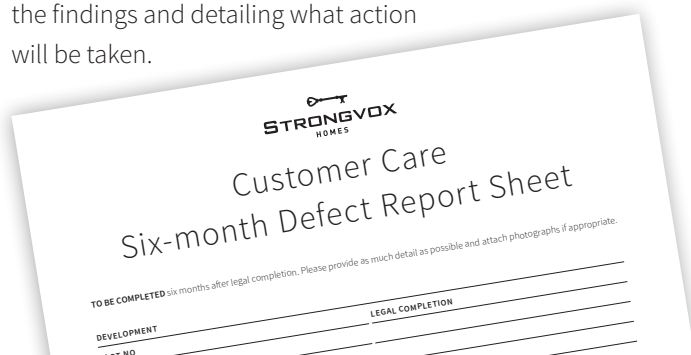 the findings and detailing what action
will be taken.
STRONGVOX
HOMES
Customer Care
Six-month Defect Report Sheet
TO BE COMPLETED six months after legal completion. Please provide as much detail as possible and attach photographs if appropriate.
DEVELOPMENT
LEGAL COMPLETION
NO